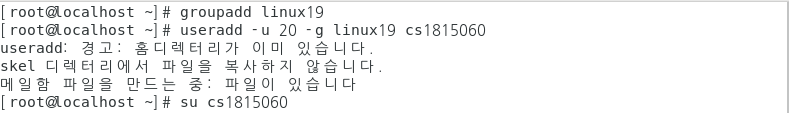 [root@localhost ~]# groupadd linux19
[root@localhost ~]# useradd -u 20 -g linux19 cs1815060
useradd: 경고: 홈디렉터리가 이미 있습니다.
skel 디렉터리에서 파일을 복사하지 않습니다.
메일함 파일을 만드는 중: 파일이 있습니다
[root@localhost ~]# su cs1815060